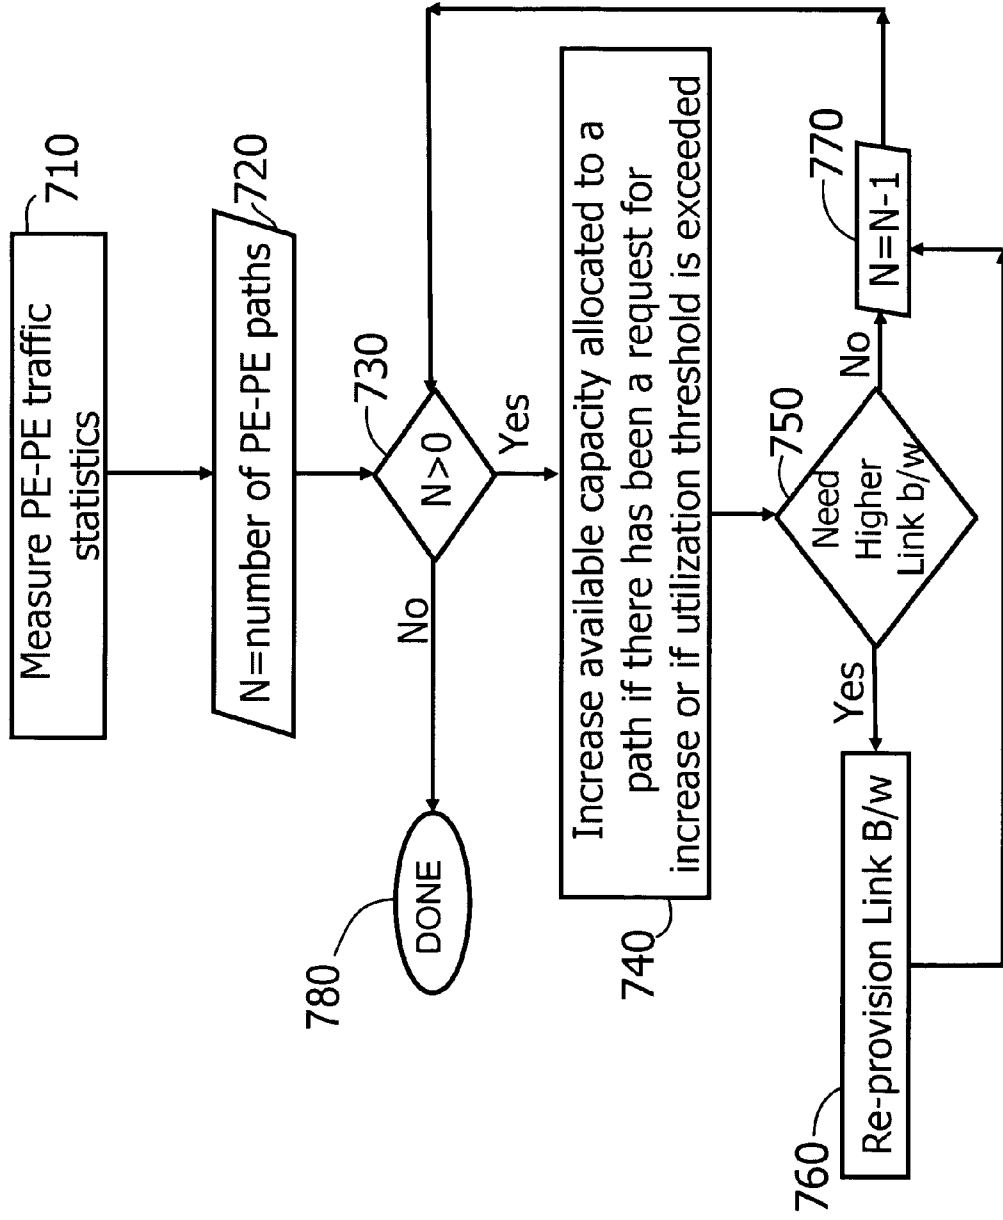 Measure PE-PE traffic
statistics
710
N=number of PE-PE paths
720
N>0
730
No
Yes
DONE
780
Increase available capacity allocated to a
path if there has been a request for
increase or if utilization threshold is exceeded
740
Need
Higher
Link b/w
750
Yes
No
Re-provision Link B/w
760
N=N-1
770